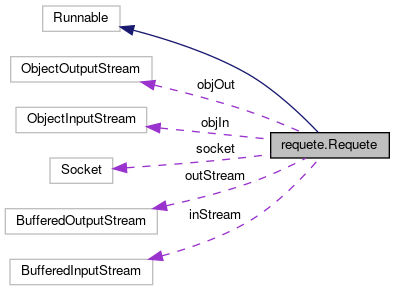 Runnable
ObjectOutputStream
objOut
ObjectInputStream
objIn
requete.Requete
socket
Socket
outStream
BufferedOutputStream
inStream
BufferedInputStream